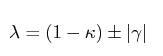 λ = (1 − κ) ± |γ|